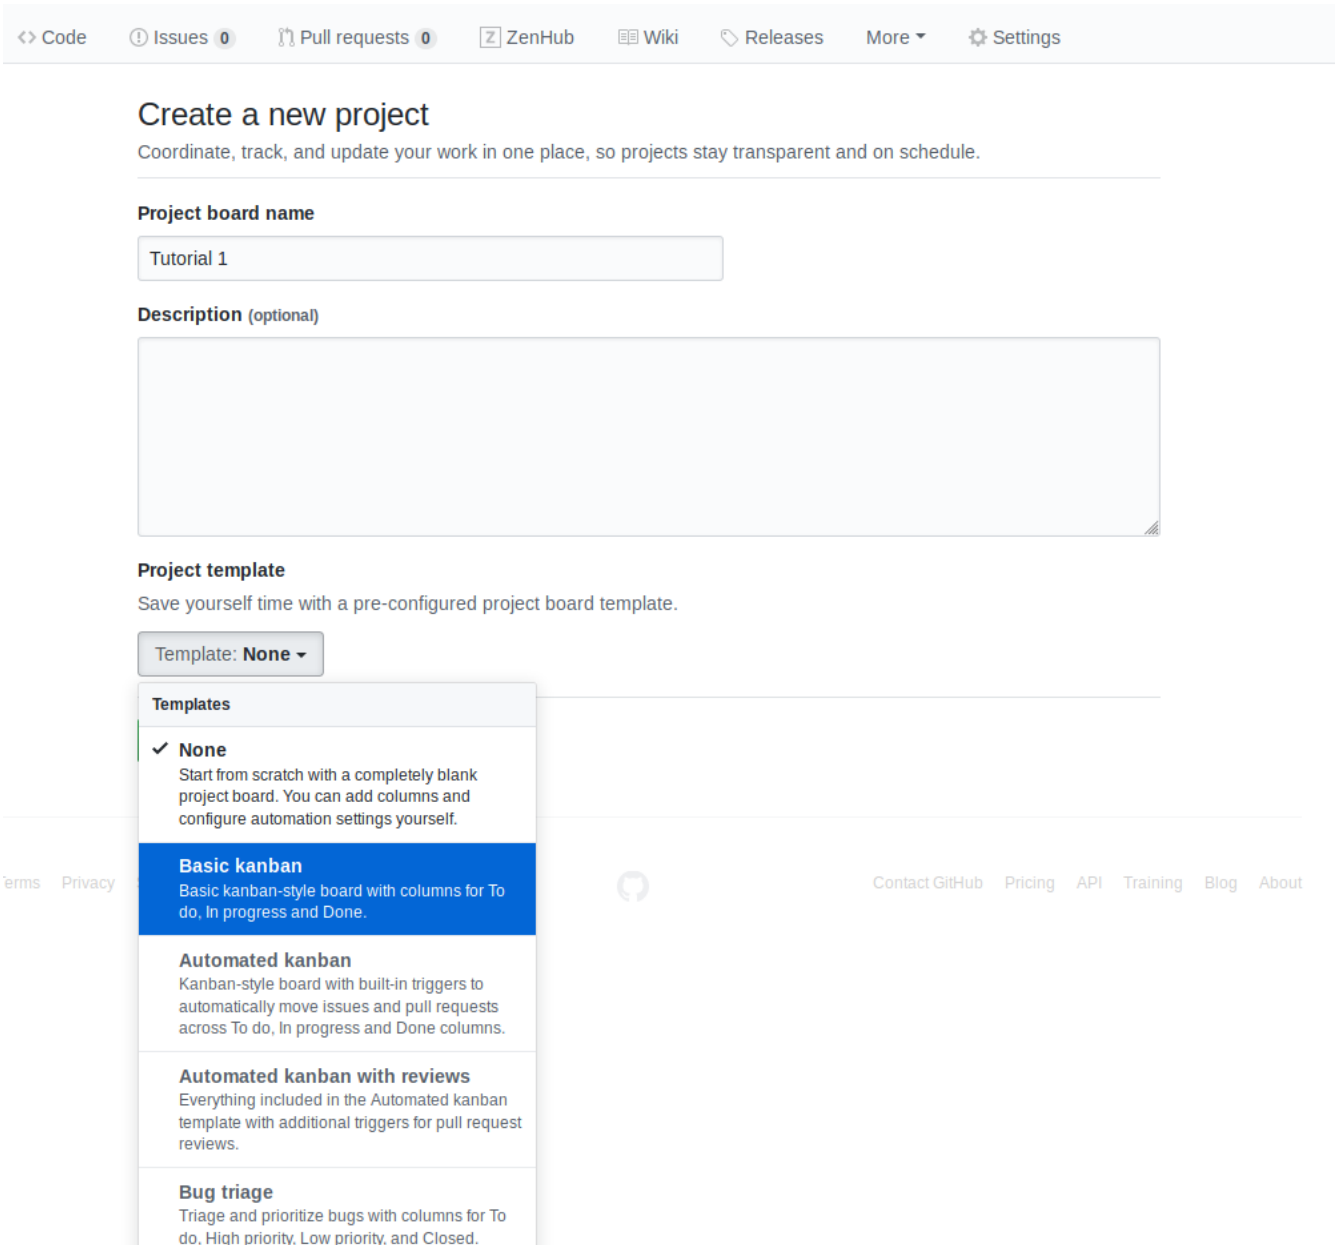 Code Issues 0 Pull requests 0 Z ZenHub Wiki Releases More Settings
Create a new project
Coordinate, track, and update your work in one place, so projects stay transparent and on schedule.
Project board name
Tutorial 1
Description (optional)
Project template
Save yourself time with a pre-configured project board template.
Template: None
Templates
None
Start from scratch with a completely blank
project board. You can add columns and
configure automation settings yourself.
Basic kanban
Basic kanban-style board with columns for To
do, In progress and Done.
Automated kanban
Kanban-style board with built-in triggers to
automatically move issues and pull requests
across To do, In progress and Done columns.
Automated kanban with reviews
Everything included in the Automated kanban
template with additional triggers for pull request
reviews.
Bug triage
Triage and prioritize bugs with columns for To
do, High priority, Low priority, and Closed.
Privacy Contact GitHub Pricing API Training Blog About